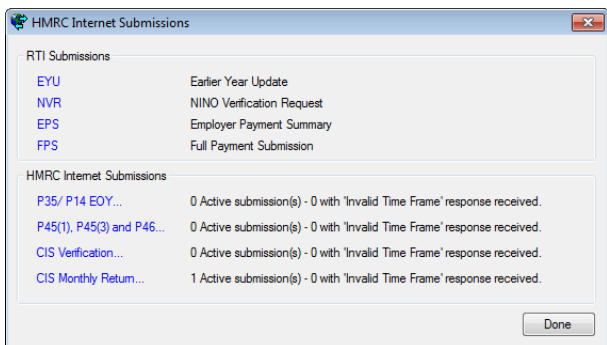 HMRC Internet Submissions
RTI Submissions
EYU Earlier Year Update
NVR NINO Verification Request
EPS Employer Payment Summary
FPS Full Payment Submission
HMRC Internet Submissions
P35/ P14 EOY... 0 Active submission(s) - 0 with 'Invalid Time Frame' response received.
P45(1), P45(3) and P46... 0 Active submission(s) - 0 with 'Invalid Time Frame' response received.
CIS Verification... 0 Active submission(s) - 0 with 'Invalid Time Frame' response received.
CIS Monthly Return... 1 Active submission(s) - 0 with 'Invalid Time Frame' response received.
Done